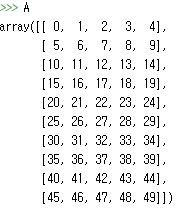 >>> A
array([[ 0,  1,  2,  3,  4],
       [ 5,  6,  7,  8,  9],
       [10, 11, 12, 13, 14],
       [15, 16, 17, 18, 19],
       [20, 21, 22, 23, 24],
       [25, 26, 27, 28, 29],
       [30, 31, 32, 33, 34],
       [35, 36, 37, 38, 39],
       [40, 41, 42, 43, 44],
       [45, 46, 47, 48, 49]])